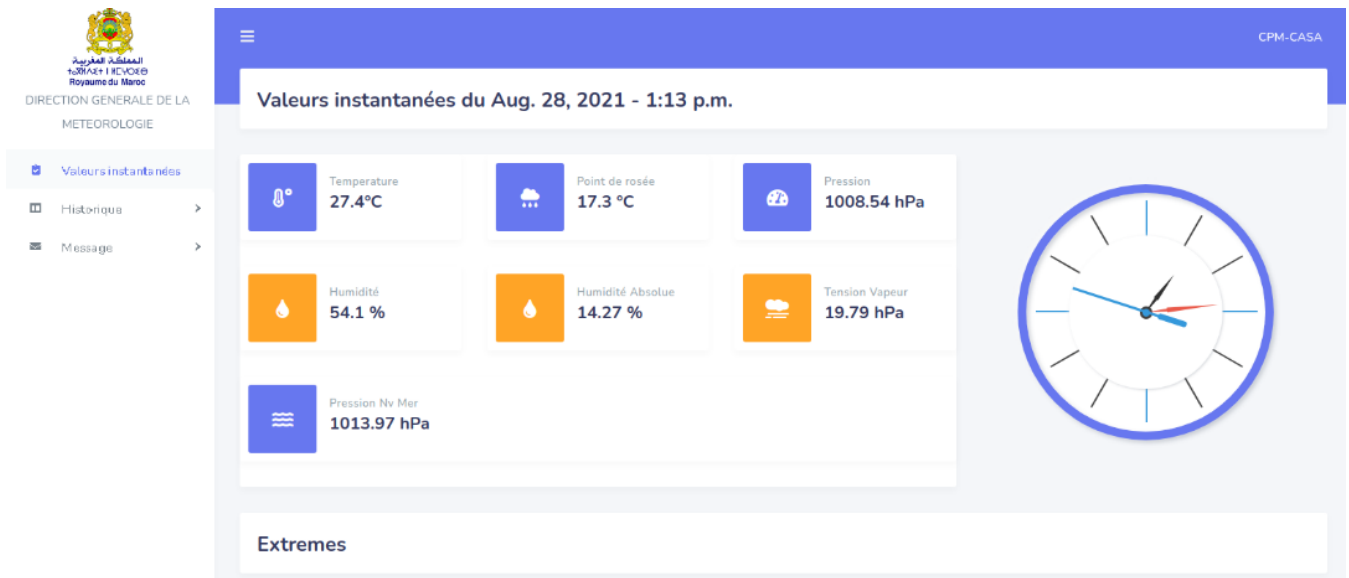 المملكة المغربية
ⵜⴰⴳⵍⴷⵉⵜ ⵏ ⵍⵎⵖⵔⵉⴱ
Royaume du Maroc
DIRECTION GENERALE DE LA
METEOROLOGIE
Valeurs instantanées
Historique
Message
CPM-CASA
Valeurs instantanées du Aug. 28, 2021 - 1:13 p.m.
Temperature
27.4°C
Point de rosée
17.3 °C
Pression
1008.54 hPa
Humidité
54.1 %
Humidité Absolue
14.27 %
Tension Vapeur
19.79 hPa
Pression Nv Mer
1013.97 hPa
Extremes